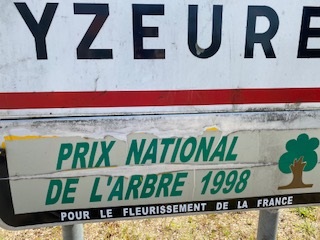 YZEURE
PRIX NATIONAL
DE L'ARBRE 1998
POUR LE FLEURISSEMENT DE LA FRANCE